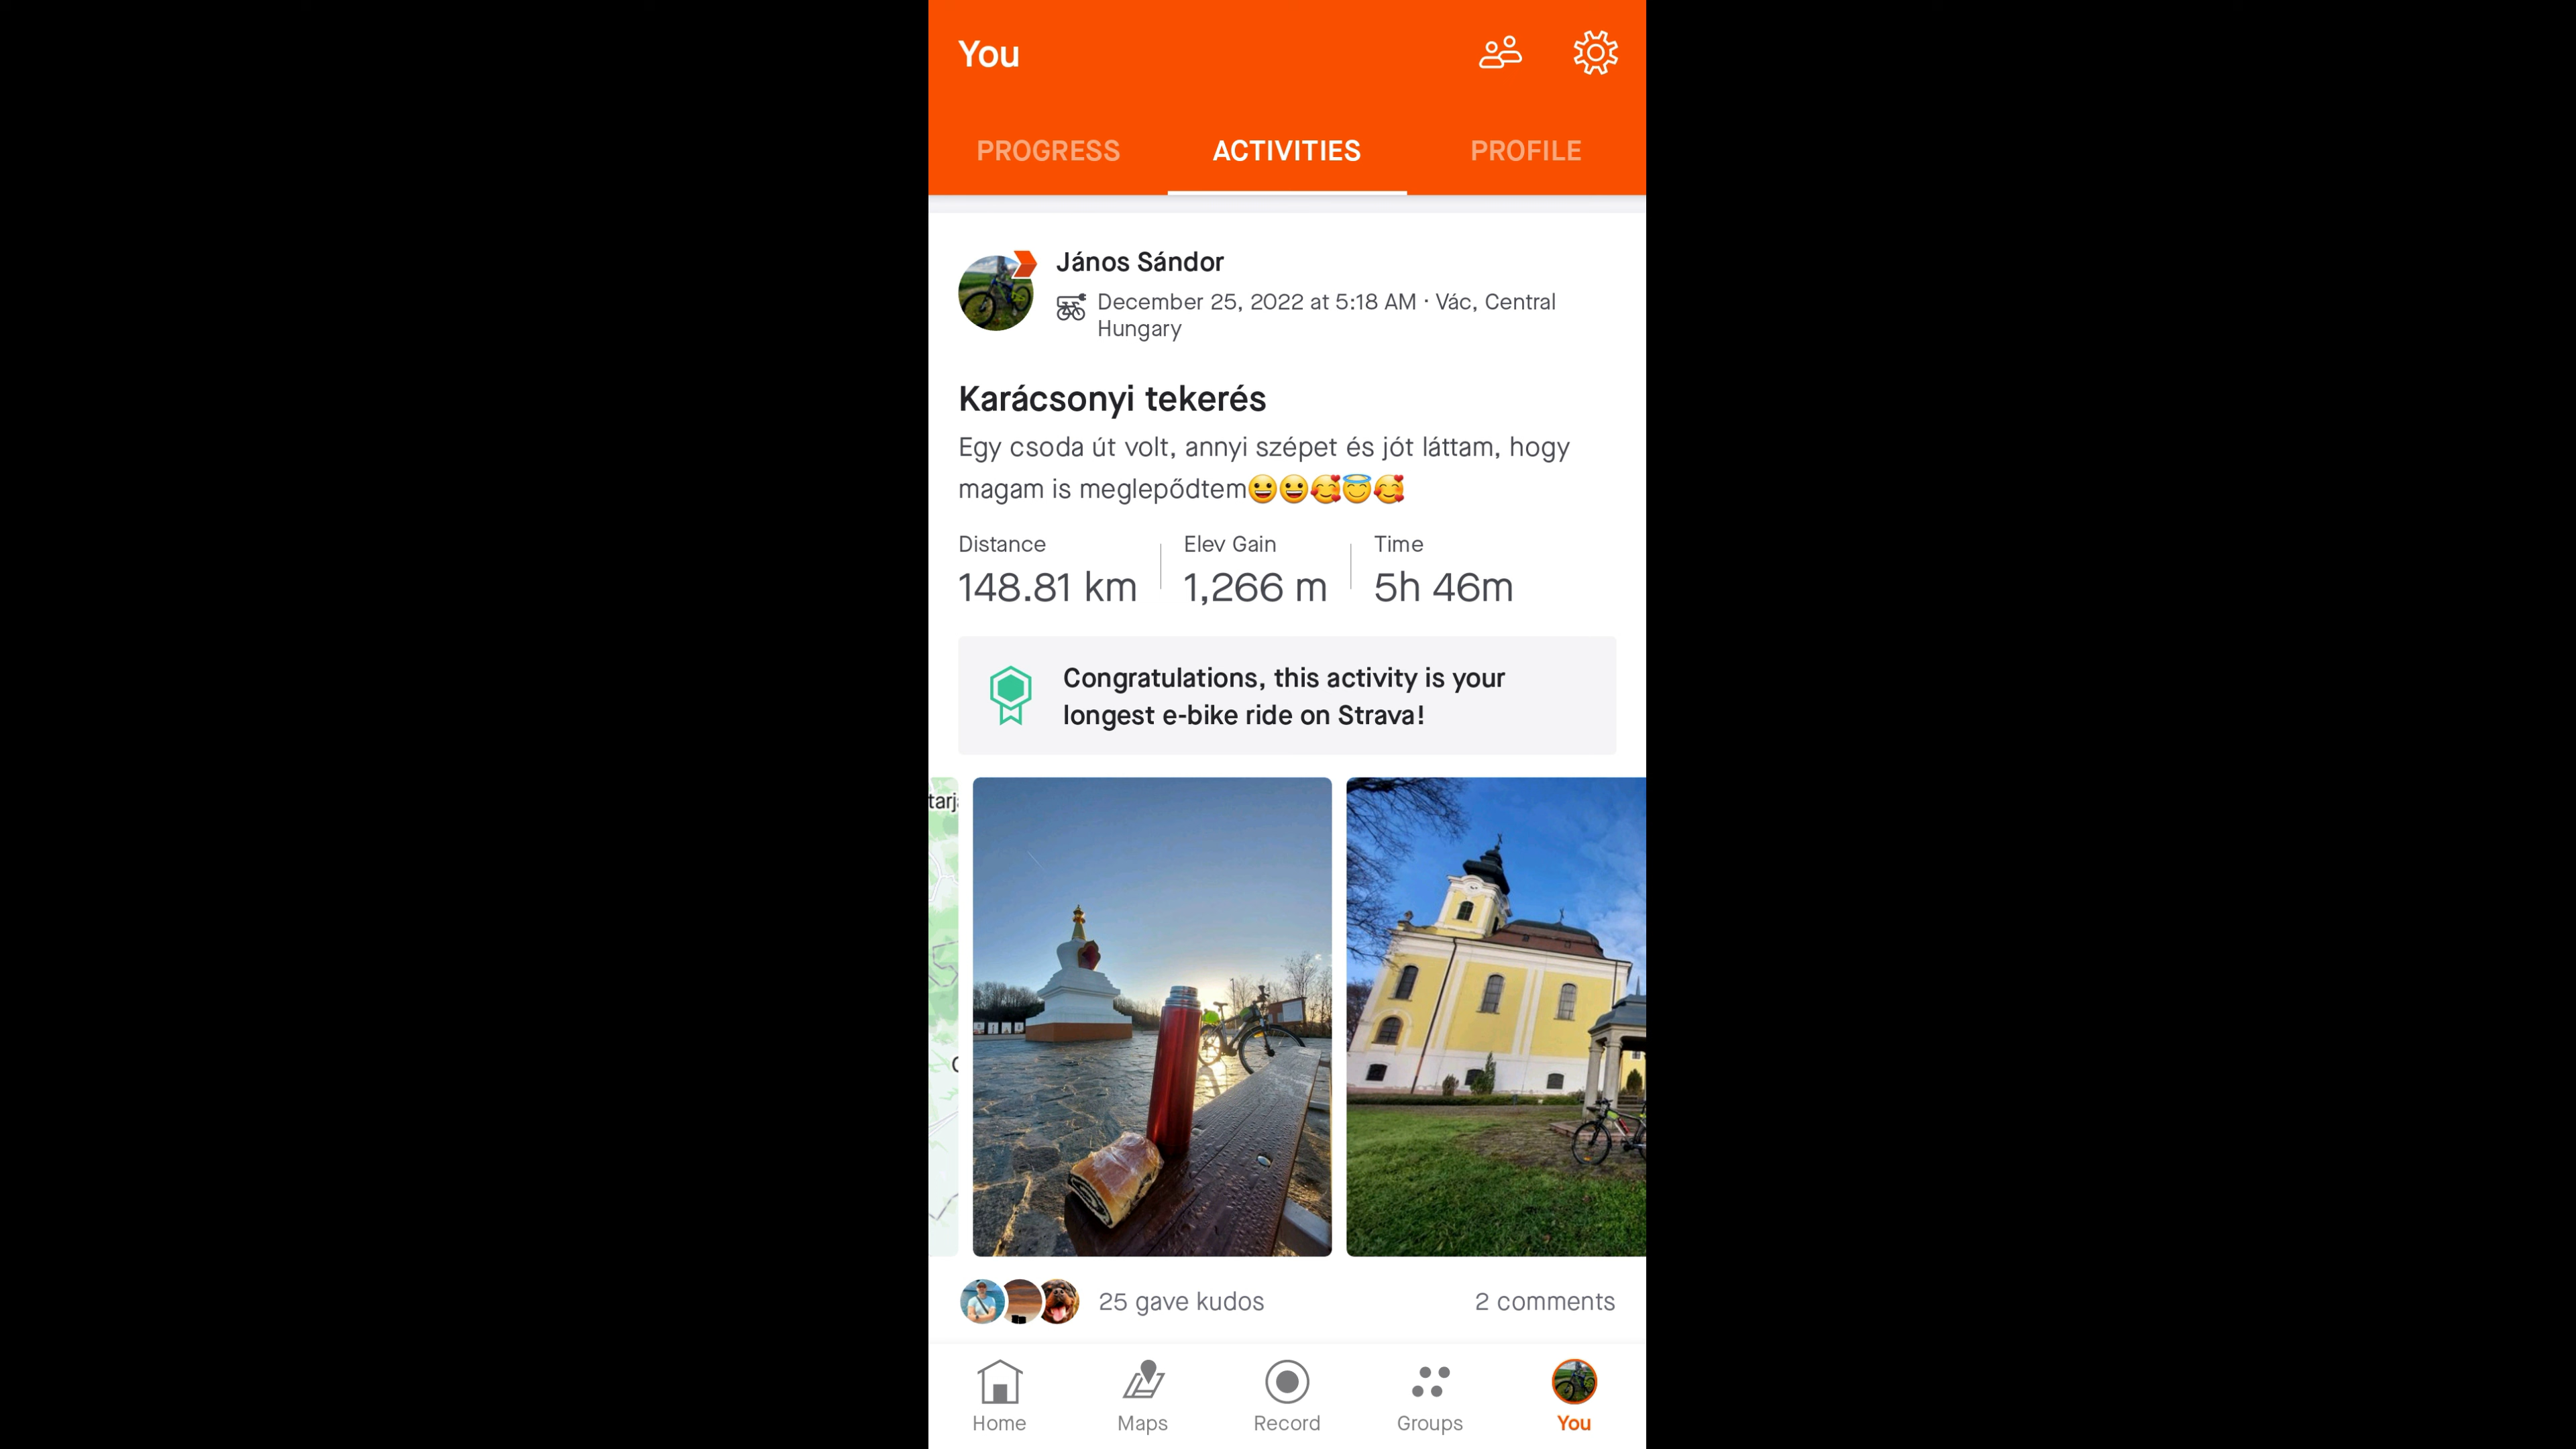 You
PROGRESS
ACTIVITIES
PROFILE
János Sándor
December 25, 2022 at 5:18 AM · Vác, Central
Hungary
Karácsonyi tekerés
Egy csoda út volt, annyi szépet és jót láttam, hogy
magam is meglepődtem😀😀🥰😇🥰
Distance
Elev Gain
Time
148.81 km
1,266 m
5h 46m
Congratulations, this activity is your
longest e-bike ride on Strava!
tarj
25 gave kudos
2 comments
Home
Maps
Record
Groups
You